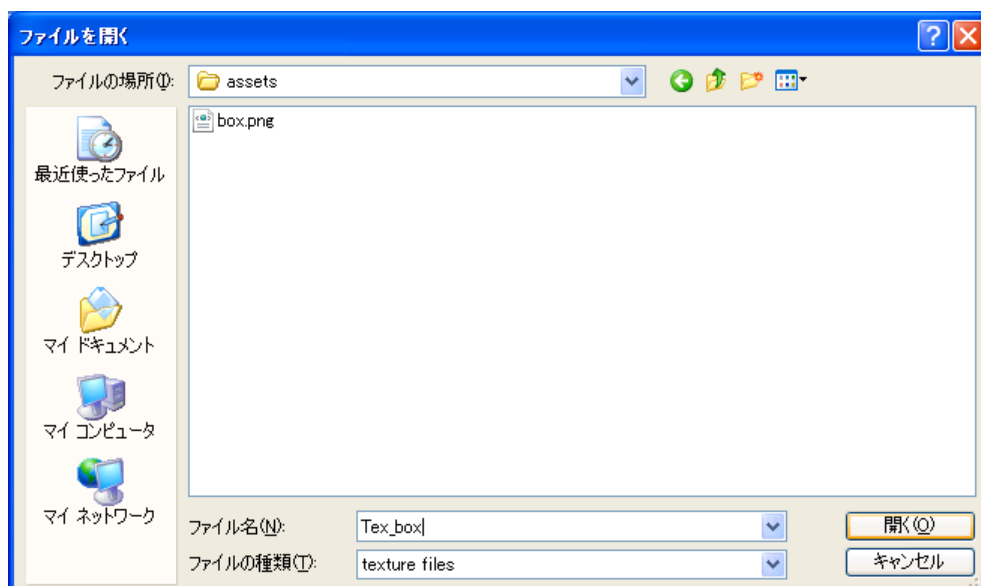 ファイルを開く
ファイルの場所(I):
assets
box.png
最近使ったファイル
デスクトップ
マイ ドキュメント
マイ コンピュータ
マイ ネットワーク
ファイル名(N):
Tex_box
開く(O)
ファイルの種類(T):
texture files
キャンセル